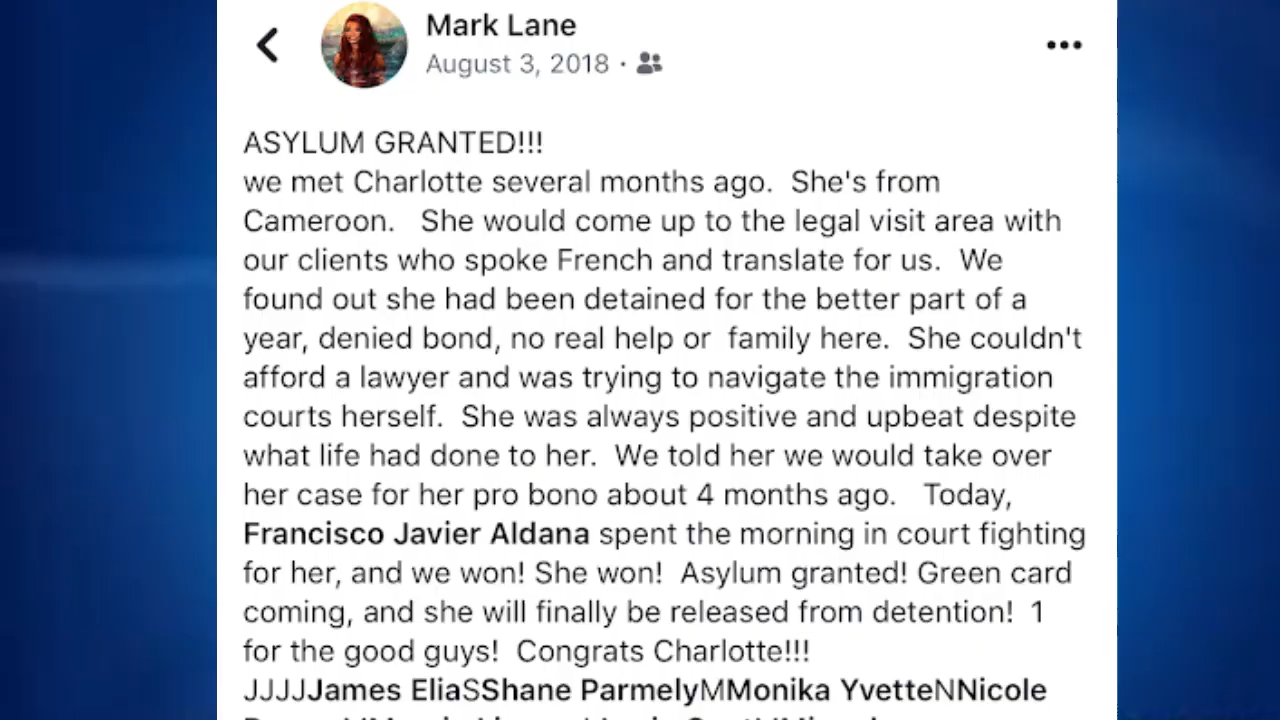 Mark Lane
August 3, 2018 ·
ASYLUM GRANTED!!!
we met Charlotte several months ago. She's from
Cameroon. She would come up to the legal visit area with
our clients who spoke French and translate for us. We
found out she had been detained for the better part of a
year, denied bond, no real help or family here. She couldn't
afford a lawyer and was trying to navigate the immigration
courts herself. She was always positive and upbeat despite
what life had done to her. We told her we would take over
her case for her pro bono about 4 months ago. Today,
Francisco Javier Aldana spent the morning in court fighting
for her, and we won! She won! Asylum granted! Green card
coming, and she will finally be released from detention! 1
for the good guys! Congrats Charlotte!!!
JJJJJames EliaSShane ParmelyMMonika YvetteNNicole